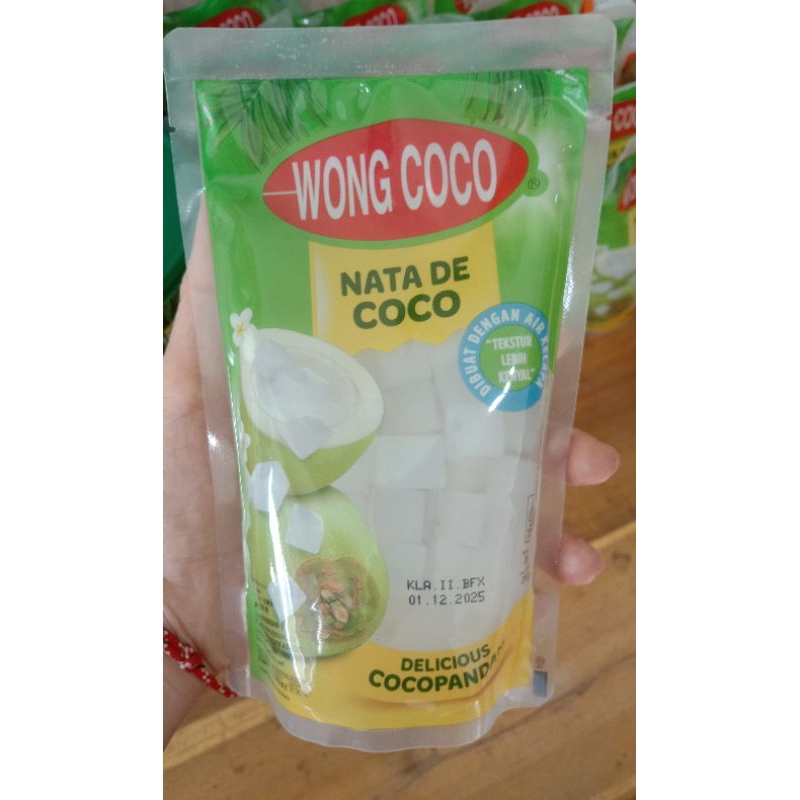 WONG COCO
®
NATA DE
COCO
DIBUAT DENGAN AIR KELAPA
"TEKSTUR
LEBIH
KENYAL"
KLA.II.BFX
01.12.2025
DELICIOUS
COCOPANDAN